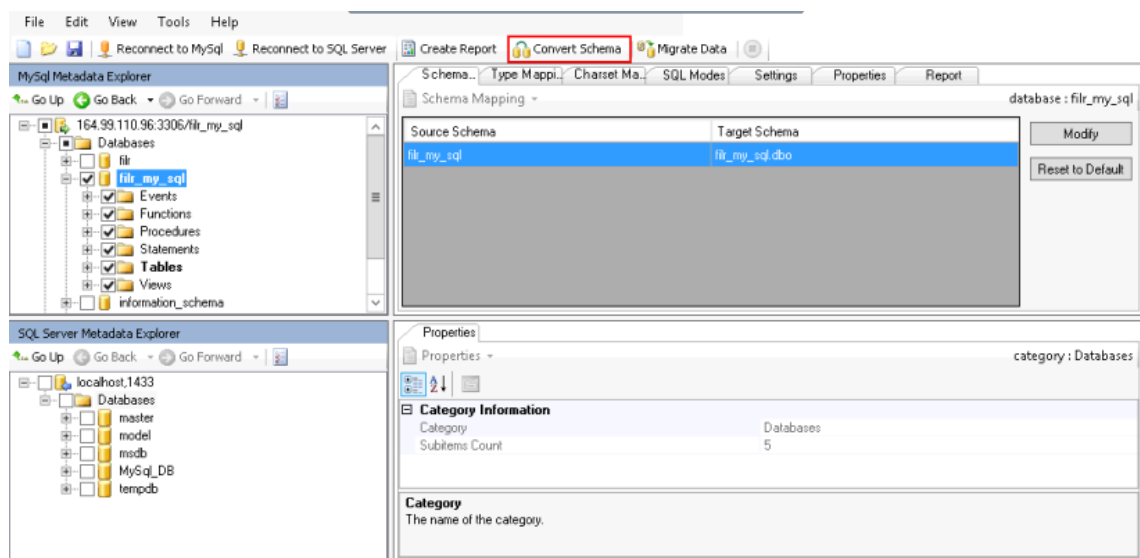 File Edit View Tools Help
Reconnect to MySql Reconnect to SQL Server Create Report Convert Schema Migrate Data
MySql Metadata Explorer
Go Up Go Back Go Forward
164.99.110.96:3306/filr_my_sql
Databases
filr
filr_my_sql
Events
Functions
Procedures
Statements
Tables
Views
information_schema
Schema... Type Mappi... Charset Ma... SQL Modes Settings Properties Report
Schema Mapping database : filr_my_sql
Source Schema Target Schema
filr_my_sql filr_my_sql.dbo
Modify
Reset to Default
SQL Server Metadata Explorer
Go Up Go Back Go Forward
localhost,1433
Databases
master
model
msdb
MySql_DB
tempdb
Properties
Properties category : Databases
Category Information
Category Databases
Subitems Count 5
Category
The name of the category.